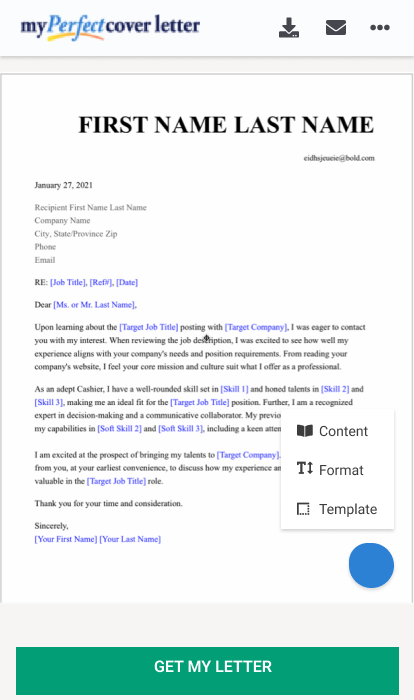 myPerfectcoverletter
FIRST NAME LAST NAME
eidhsjeueie@bold.com
January 27, 2021
Recipient First Name Last Name
Company Name
City, State/Province Zip
Phone
Email
RE: [Job Title], [Ref#], [Date]
Dear [Ms. or Mr. Last Name],
Upon learning about the [Target Job Title] posting with [Target Company], I was eager to contact
you with my interest. When reviewing the job description, I was excited to see how well my
experience aligns with your company's needs and position requirements. From reading your
company's website, I feel your core mission and culture suit what I offer as a professional.
As an adept Cashier, I have a well-rounded skill set in [Skill 1] and honed talents in [Skill 2] and
[Skill 3], making me an ideal fit for the [Target Job Title] position. Further, I am a recognized
expert in decision-making and a communicative collaborator. My previo
my capabilities in [Soft Skill 2] and [Soft Skill 3], including a keen atten
I am excited at the prospect of bringing my talents to [Target Company].
from you, at your earliest convenience, to discuss how my experience an
valuable in the [Target Job Title] role.
Thank you for your time and consideration.
Sincerely,
[Your First Name] [Your Last Name]
Content
Format
Template
GET MY LETTER